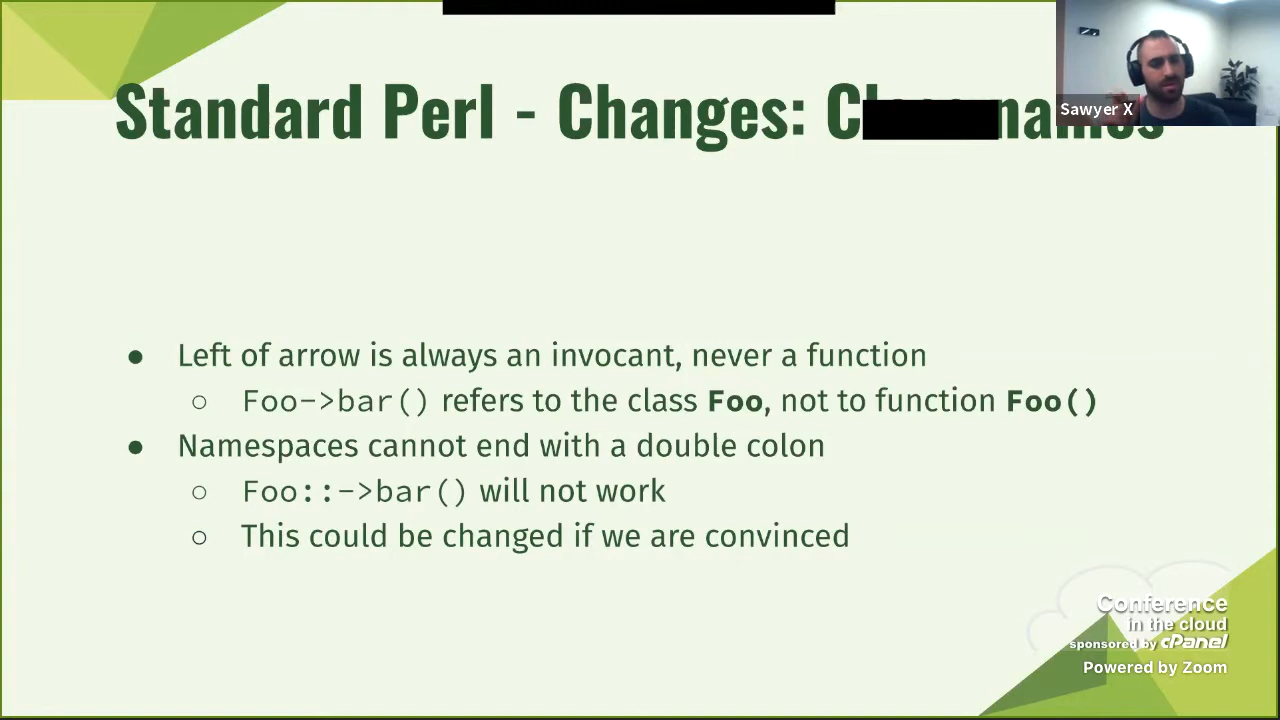 Standard Perl - Changes:
Sawyer X
● Left of arrow is always an invocant, never a function
○ Foo->bar() refers to the class Foo, not to function Foo()
● Namespaces cannot end with a double colon
○ Foo::->bar() will not work
○ This could be changed if we are convinced
Conference
in the cloud
sponsored by cPanel
Powered by Zoom